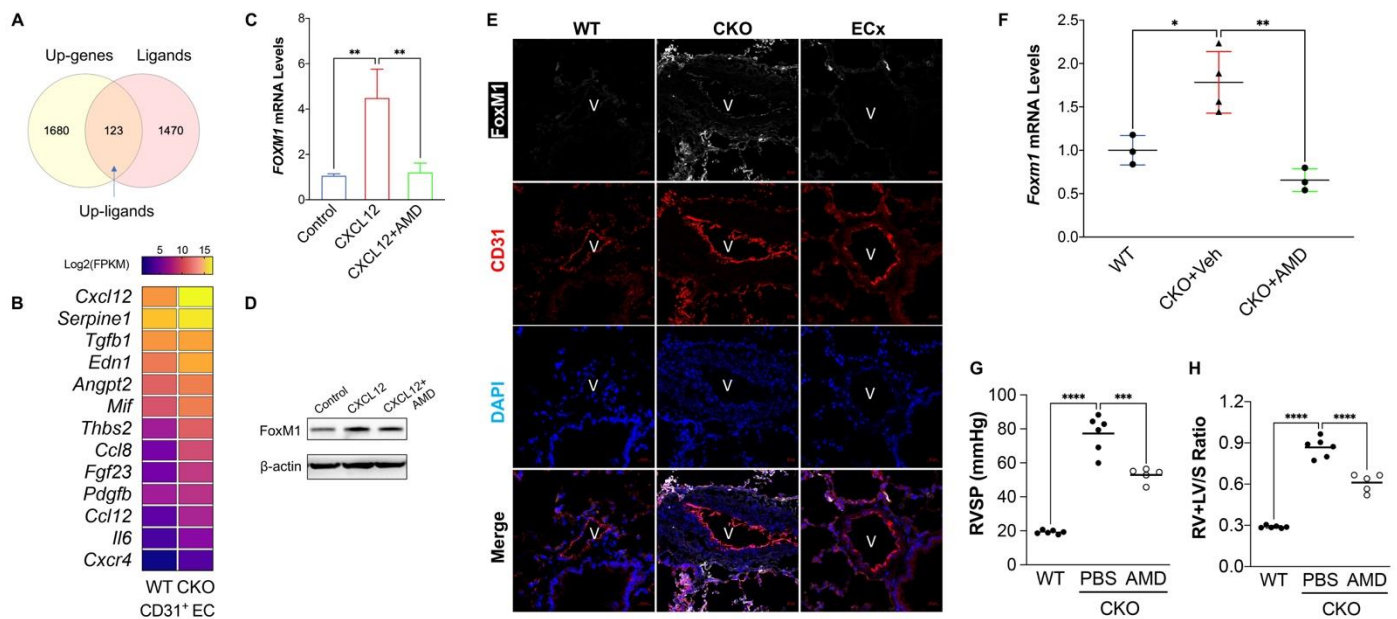 A
Up-genes
Ligands
1680
123
1470
Up-ligands
B
5 10 15
Log2(FPKM)
Cxcl12
Serpine1
Tgfb1
Edn1
Angpt2
Mif
Thbs2
Ccl8
Fgf23
Pdgfb
Ccl12
Il6
Cxcr4
WT CKO
CD31+ EC
C
FOXM1 mRNA Levels
8
6
4
2
0
**
**
Control
CXCL12
CXCL12+AMD
D
Control
CXCL12
CXCL12+
AMD
FoxM1
β-actin
E
WT
CKO
ECx
FoxM1
V
V
V
CD31
V
V
V
DAPI
V
V
V
Merge
V
V
V
F
Foxm1 mRNA Levels
2.5
2.0
1.5
1.0
0.5
0.0
*
**
WT
CKO+Veh
CKO+AMD
G
RVSP (mmHg)
100
80
60
40
20
0
****
***
WT
PBS
AMD
CKO
H
RV+LV/S Ratio
1.2
0.9
0.6
0.3
0.0
****
****
WT
PBS
AMD
CKO